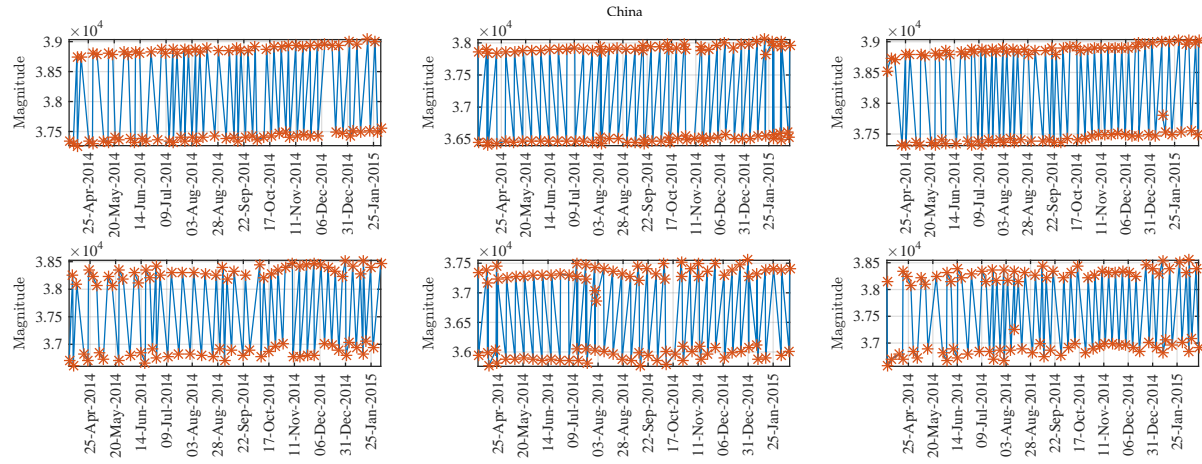 China
×10⁴
Magnitude
3.9
3.85
3.8
3.75
25-Apr-2014
20-May-2014
14-Jun-2014
09-Jul-2014
03-Aug-2014
28-Aug-2014
22-Sep-2014
17-Oct-2014
11-Nov-2014
06-Dec-2014
31-Dec-2014
25-Jan-2015
×10⁴
Magnitude
3.8
3.75
3.7
3.65
25-Apr-2014
20-May-2014
14-Jun-2014
09-Jul-2014
03-Aug-2014
28-Aug-2014
22-Sep-2014
17-Oct-2014
11-Nov-2014
06-Dec-2014
31-Dec-2014
25-Jan-2015
×10⁴
Magnitude
3.9
3.85
3.8
3.75
25-Apr-2014
20-May-2014
14-Jun-2014
09-Jul-2014
03-Aug-2014
28-Aug-2014
22-Sep-2014
17-Oct-2014
11-Nov-2014
06-Dec-2014
31-Dec-2014
25-Jan-2015
×10⁴
Magnitude
3.85
3.8
3.75
3.7
25-Apr-2014
20-May-2014
14-Jun-2014
09-Jul-2014
03-Aug-2014
28-Aug-2014
22-Sep-2014
17-Oct-2014
11-Nov-2014
06-Dec-2014
31-Dec-2014
25-Jan-2015
×10⁴
Magnitude
3.75
3.7
3.65
3.6
25-Apr-2014
20-May-2014
14-Jun-2014
09-Jul-2014
03-Aug-2014
28-Aug-2014
22-Sep-2014
17-Oct-2014
11-Nov-2014
06-Dec-2014
31-Dec-2014
25-Jan-2015
×10⁴
Magnitude
3.85
3.8
3.75
3.7
25-Apr-2014
20-May-2014
14-Jun-2014
09-Jul-2014
03-Aug-2014
28-Aug-2014
22-Sep-2014
17-Oct-2014
11-Nov-2014
06-Dec-2014
31-Dec-2014
25-Jan-2015